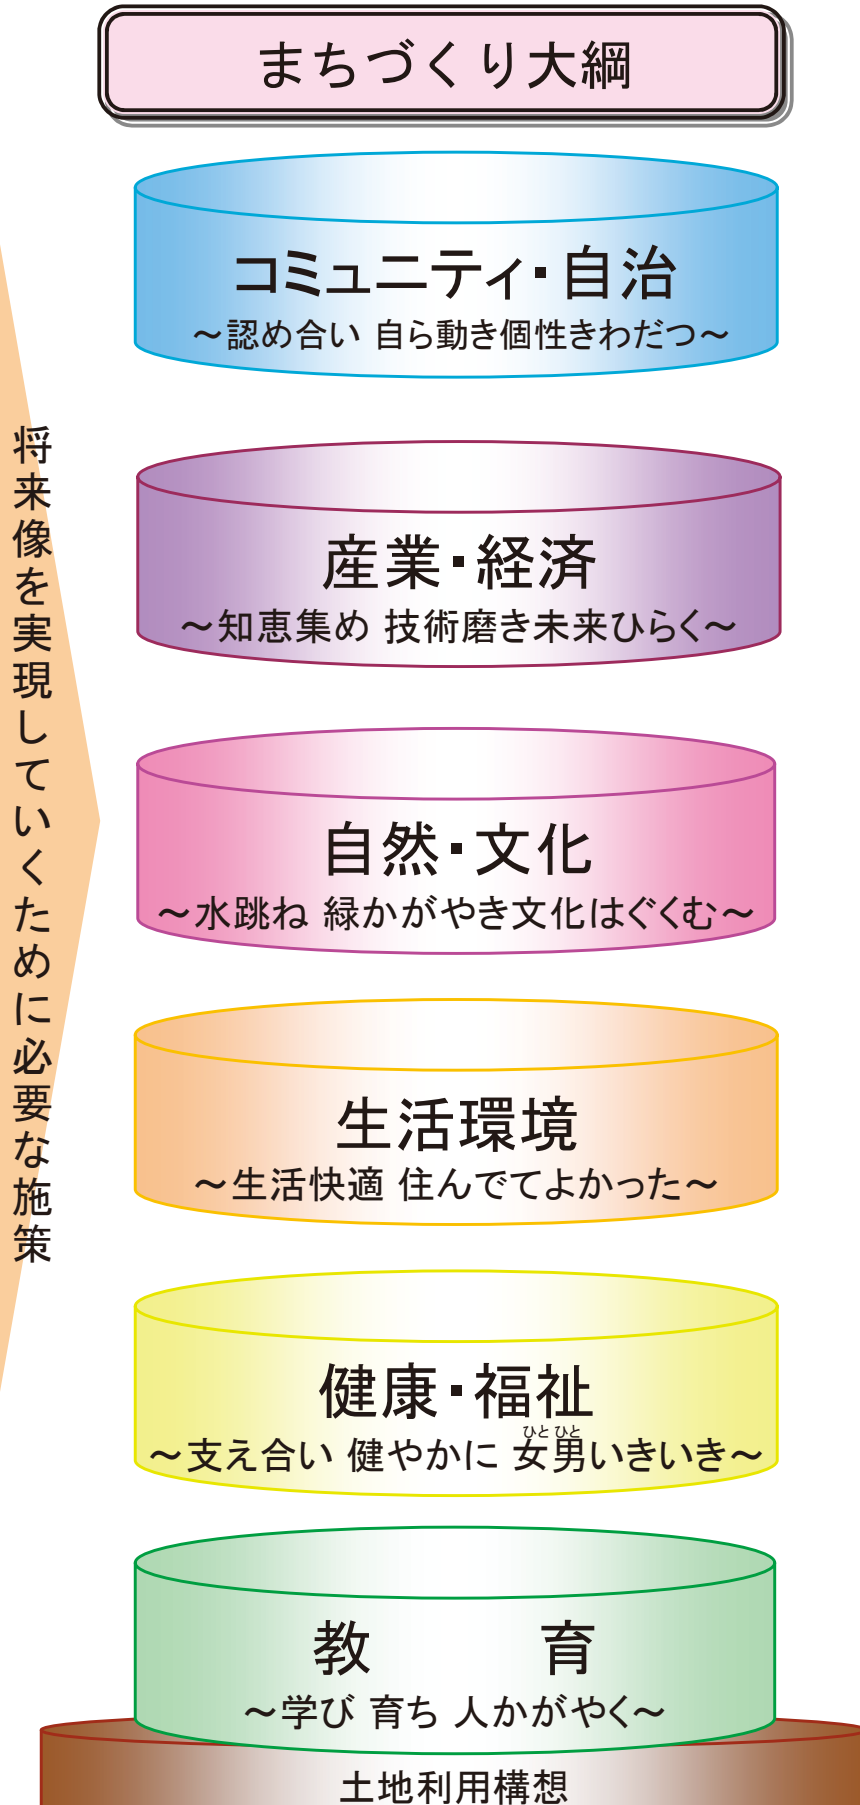 まちづくり大綱
将来像を実現していくために必要な施策
コミュニティ・自治
～認め合い 自ら動き個性きわだつ～
産業・経済
～知恵集め 技術磨き未来ひらく～
自然・文化
～水跳ね 緑かがやき文化はぐくむ～
生活環境
～生活快適 住んでてよかった～
健康・福祉
ひと ひと
～支え合い 健やかに 女男いきいき～
教　育
～学び 育ち 人かがやく～
土地利用構想